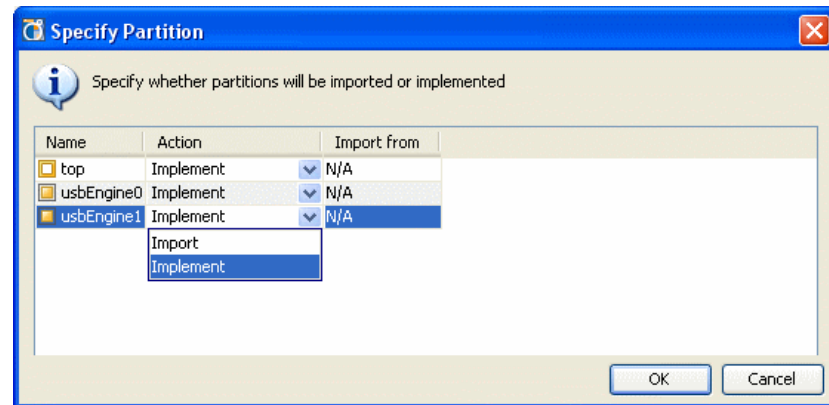 Specify Partition
Specify whether partitions will be imported or implemented
Name Action Import from
top Implement N/A
usbEngine0 Implement N/A
usbEngine1 Implement N/A
Import
Implement
OK Cancel